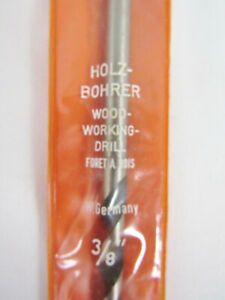 HOLZ-
BOHRER
WOOD-
WORKING-
DRILL
FORET A BOIS
W.Germany
3/8"